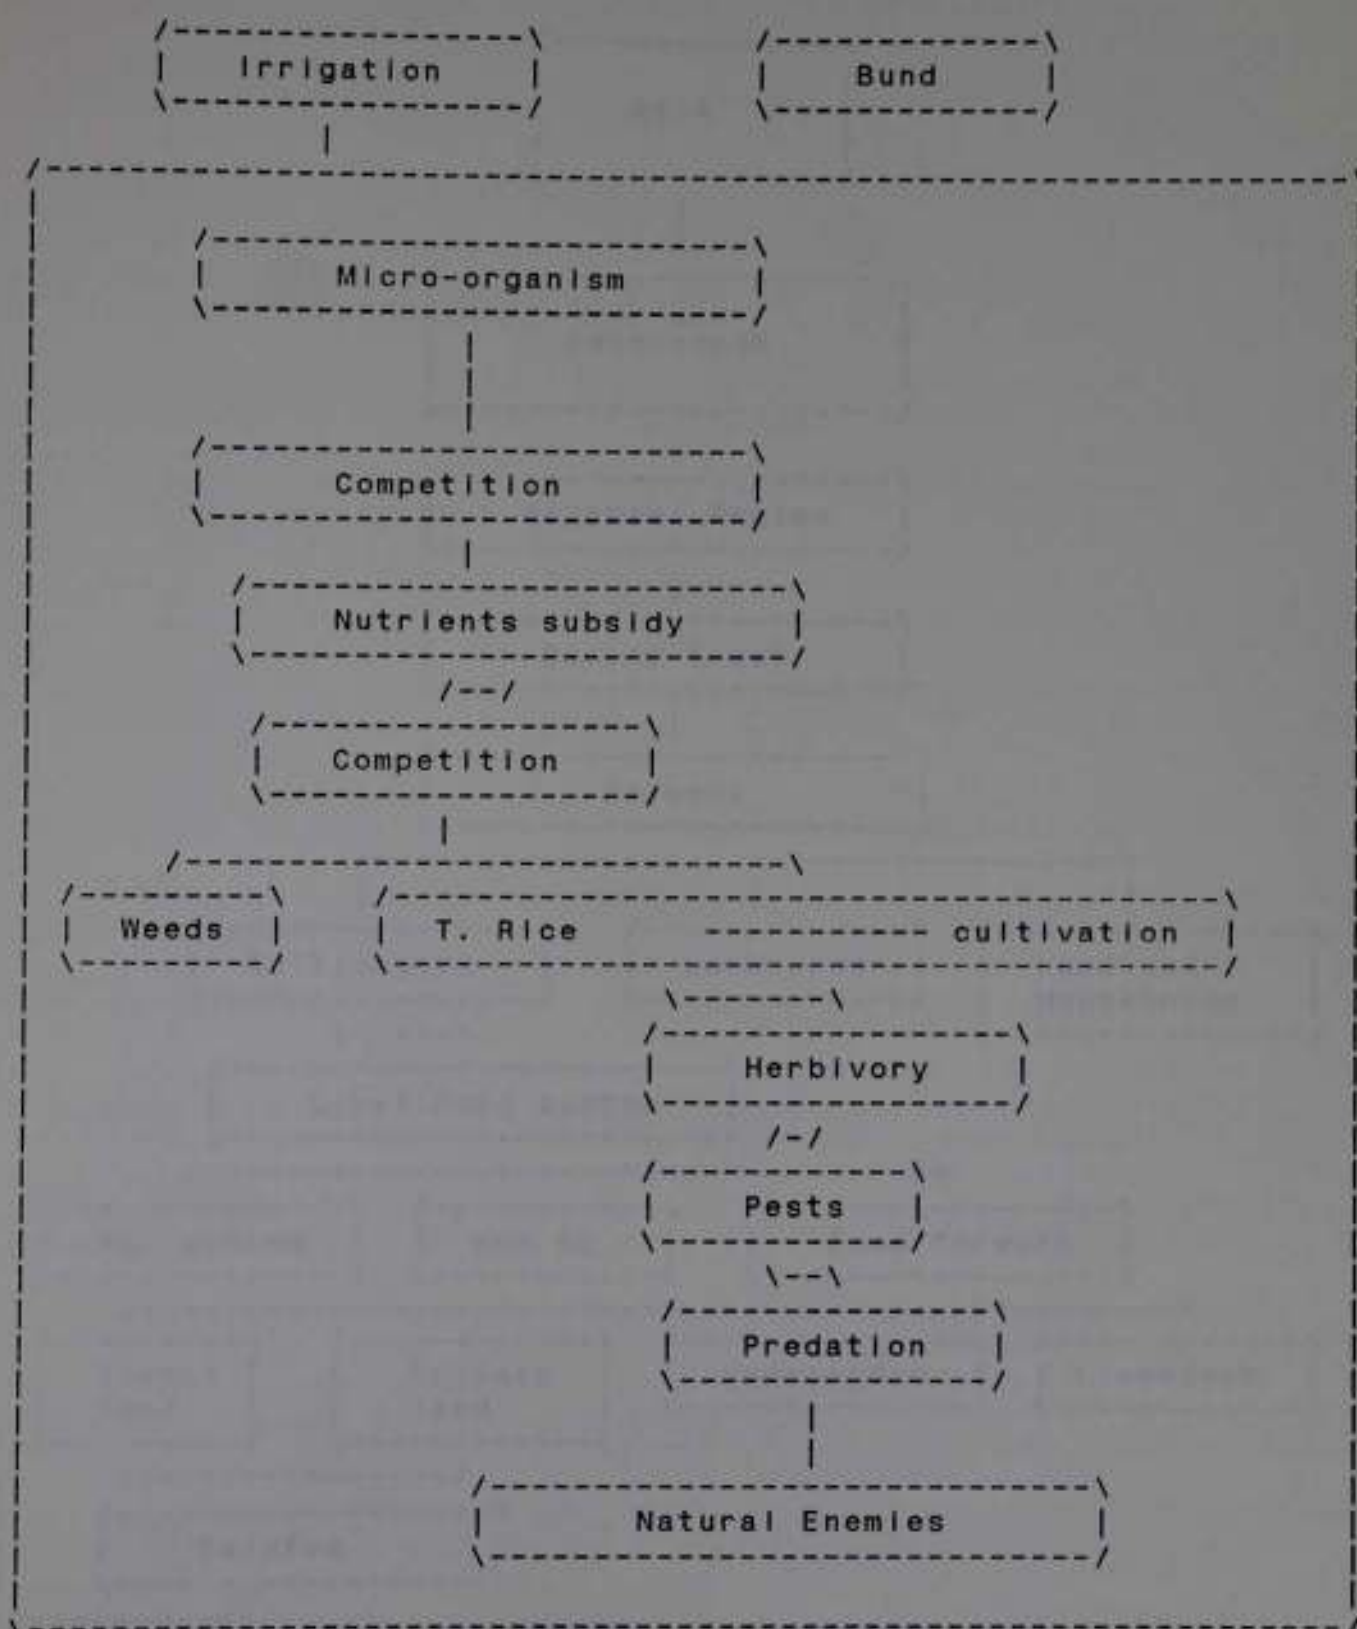 Irrigation Bund
Micro-organism
Competition
Nutrients subsidy
Competition
Weeds T. Rice ---------- cultivation
Herbivory
Pests
Predation
Natural Enemies